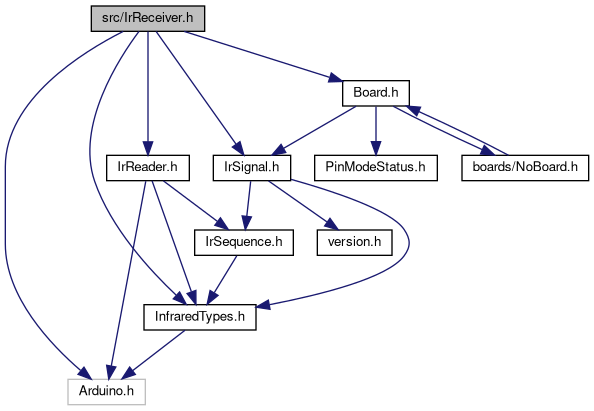 src/IrReceiver.h
Board.h
IrReader.h
IrSignal.h
PinModeStatus.h
boards/NoBoard.h
IrSequence.h
version.h
InfraredTypes.h
Arduino.h